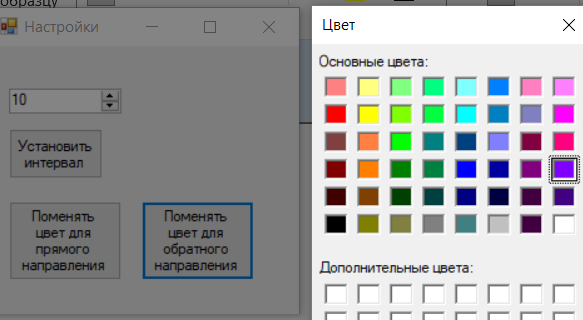 образцу
Настройки
Цвет
Основные цвета:
10
Установить
интервал
Поменять
цвет для
прямого
направления
Поменять
цвет для
обратного
направления
Дополнительные цвета: